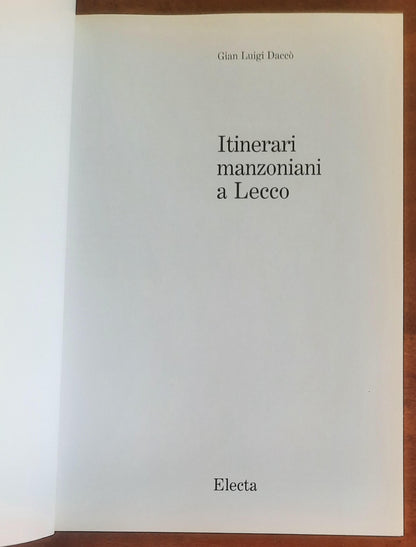 Gian Luigi Daccò
Itinerari
manzoniani
a Lecco
Electa